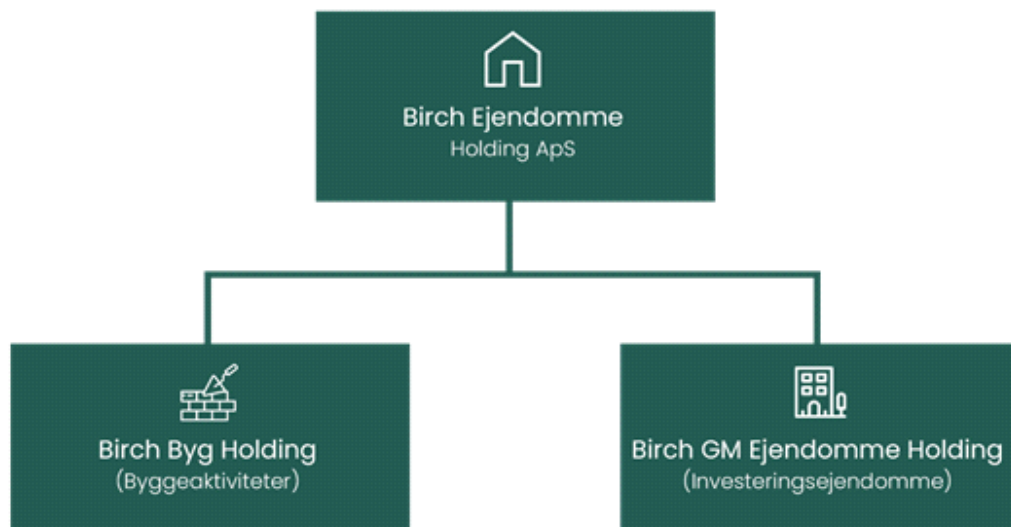 Birch Ejendomme
Holding ApS
Birch Byg Holding
(Byggeaktiviteter)
Birch GM Ejendomme Holding
(Investeringsejendomme)